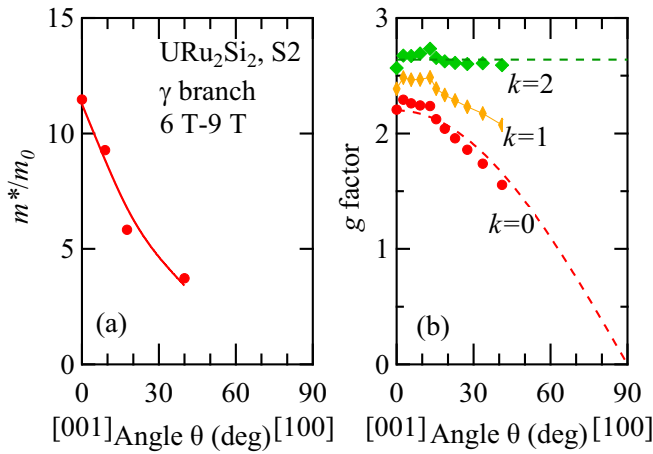 15
10
5
0
m*/m₀
URu₂Si₂, S2
γ branch
6 T-9 T
(a)
0 30 60 90
[001] Angle θ (deg) [100]
3
2
1
0
g factor
k=2
k=1
k=0
(b)
0 30 60 90
[001] Angle θ (deg) [100]